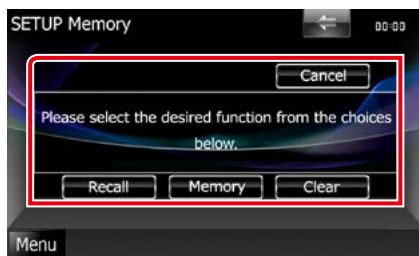 SETUP Memory
00:00
Cancel
Please select the desired function from the choices
below.
Recall Memory Clear
Menu